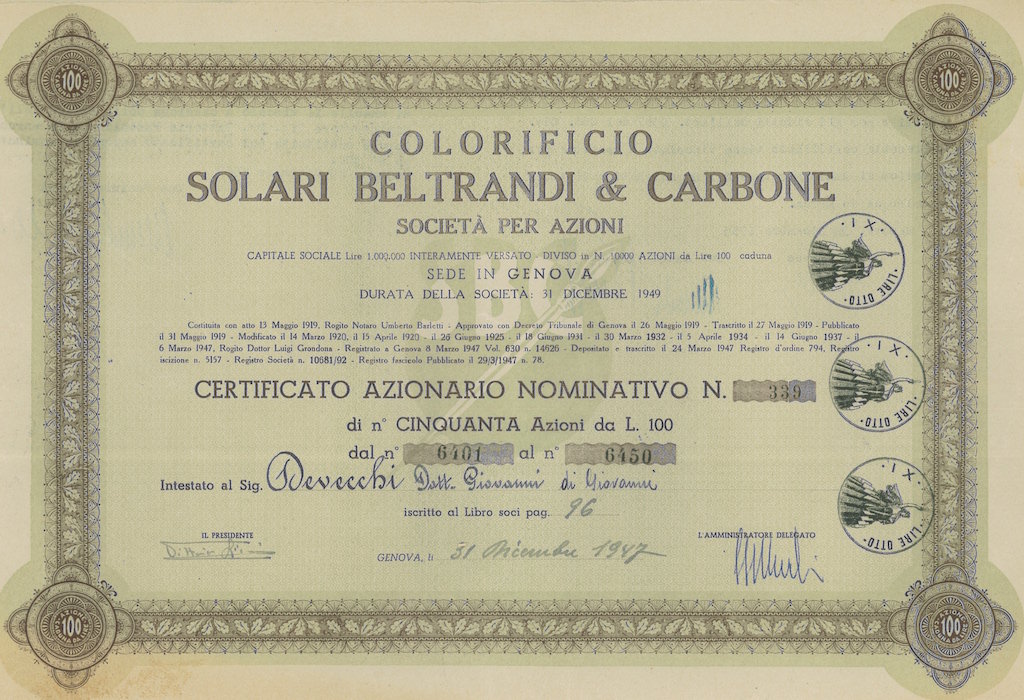 COLORIFICIO
SOLARI BELTRANDI & CARBONE
SOCIETÀ PER AZIONI
CAPITALE SOCIALE Lire 1.000.000 INTERAMENTE VERSATO - DIVISO in N. 10000 AZIONI da Lire 100 caduna
SEDE IN GENOVA
DURATA DELLA SOCIETÀ: 31 DICEMBRE 1949
Costituita con atto 13 Maggio 1919, Rogito Notaro Umberto Barletti - Approvato con Decreto Tribunale di Genova il 26 Maggio 1919 - Trascritto il 27 Maggio 1919 - Pubblicato
il 31 Maggio 1919 - Modificato il 14 Marzo 1920, il 15 Aprile 1920 - il 26 Giugno 1925 - il 18 Giugno 1931 - il 30 Marzo 1932 - il 5 Aprile 1934 - il 14 Giugno 1937 - il
6 Marzo 1947, Rogito Dottor Luigi Grondona - Registrato a Genova 8 Marzo 1947 Vol. 630 n. 14626 - Depositato e trascritto il 24 Marzo 1947 Registro d'ordine 794, Registro
iscrizione n. 5157 - Registro Società n. 10681/92 - Registro fascicolo Pubblicato il 29/3/1947 n. 78.
CERTIFICATO AZIONARIO NOMINATIVO N. 339
di n° CINQUANTA Azioni da L. 100
dal n° 6401 al n° 6450
Intestato al Sig. Devecchi Dott. Giovanni di Giovanni
iscritto al Libro soci pag. 96
IL PRESIDENTE
L'AMMINISTRATORE DELEGATO
GENOVA, li 31 Dicembre 1947
100
100
100
100
· IX · LIRE OTTO ·
· IX · LIRE OTTO ·
· XI · LIRE OTTO ·
SBC